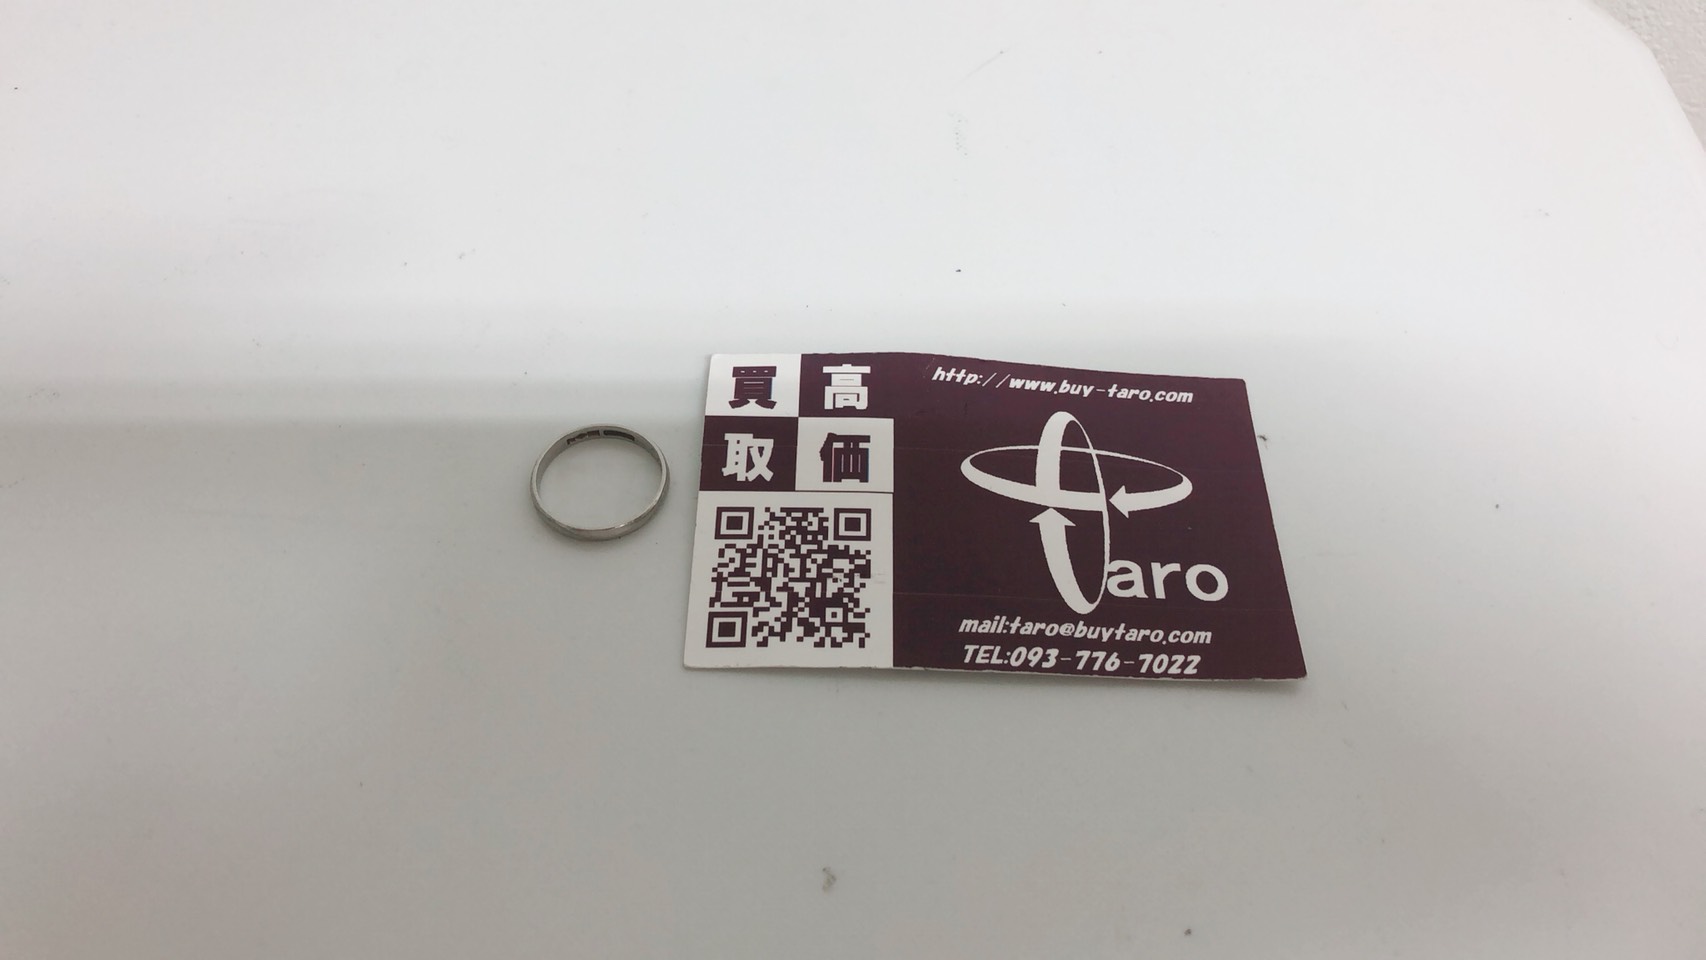 高価
買取
http://www.buy-taro.com
taro
mail:taro@buytaro.com
TEL:093-776-7022